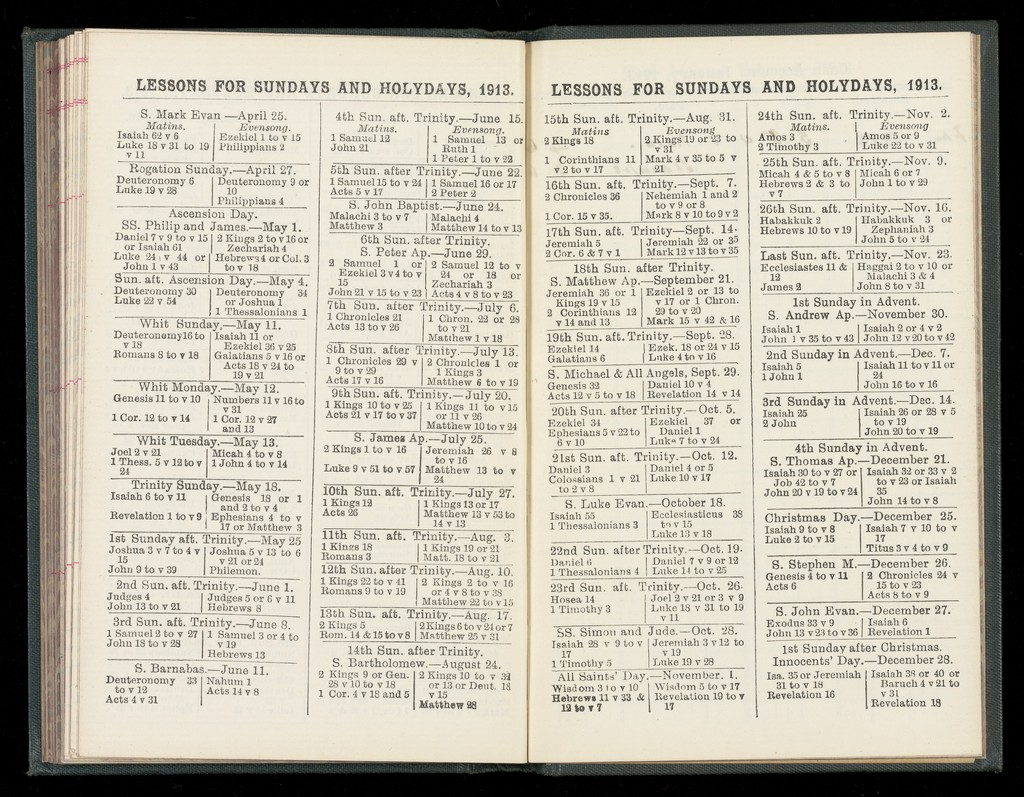 LESSONS FOR SUNDAYS AND HOLYDAYS, 1913.
S. Mark Evan —April 25.
Matins. Evensong.
Isaiah 62 v 6 Ezekiel 1 to v 15
Luke 18 v 31 to 19 Philippians 2
v 11
Rogation Sunday.—April 27.
Deuteronomy 6 Deuteronomy 9 or
Luke 19 v 28 10
Philippians 4
Ascension Day.
SS. Philip and James.—May 1.
Daniel 7 v 9 to v 15 2 Kings 2 to v 16 or
or Isaiah 61 Zechariah 4
Luke 24 v 44 or Hebrews 4 or Col. 3
John 1 v 43 to v 18
Sun. aft. Ascension Day.—May 4.
Deuteronomy 30 Deuteronomy 34
Luke 22 v 54 or Joshua 1
1 Thessalonians 1
Whit Sunday.—May 11.
Deuteronomy 16 to Isaiah 11 or
v 18 Ezekiel 36 v 25
Romans 8 to v 18 Galatians 5 v 16 or
Acts 18 v 24 to
19 v 21
Whit Monday.—May 12.
Genesis 11 to v 10 Numbers 11 v 16 to
v 31
1 Cor. 12 to v 14 1 Cor. 12 v 27
and 13
Whit Tuesday.—May 13.
Joel 2 v 21 Micah 4 to v 8
1 Thess. 5 v 12 to v 1 John 4 to v 14
24
Trinity Sunday.—May 18.
Isaiah 6 to v 11 Genesis 18 or 1
and 2 to v 4
Revelation 1 to v 9 Ephesians 4 to v
17 or Matthew 3
1st Sunday aft. Trinity.—May 25
Joshua 3 v 7 to 4 v Joshua 5 v 13 to 6
15 v 21 or 24
John 9 to v 39 Philemon.
2nd Sun. aft. Trinity.—June 1.
Judges 4 Judges 5 or 6 v 11
John 13 to v 21 Hebrews 8
3rd Sun. aft. Trinity.—June 8.
1 Samuel 2 to v 27 1 Samuel 3 or 4 to
John 18 to v 28 v 19
Hebrews 13
S. Barnabas.—June 11.
Deuteronomy 33 Nahum 1
to v 12 Acts 14 v 8
Acts 4 v 31
4th Sun. aft. Trinity.—June 15.
Matins. Evensong.
1 Samuel 12 1 Samuel 13 or
John 21 Ruth 1
1 Peter 1 to v 22
5th Sun. after Trinity.—June 22.
1 Samuel 15 to v 24 1 Samuel 16 or 17
Acts 5 v 17 2 Peter 2
S. John Baptist.—June 24.
Malachi 3 to v 7 Malachi 4
Matthew 3 Matthew 14 to v 13
6th Sun. after Trinity.
S. Peter Ap.—June 29.
2 Samuel 1 or 2 Samuel 12 to v
Ezekiel 3 v 4 to v 24 or 18 or
15 Zechariah 3
John 21 v 15 to v 23 Acts 4 v 8 to v 23
7th Sun. after Trinity.—July 6.
1 Chronicles 21 1 Chron. 22 or 28
Acts 13 to v 26 to v 21
Matthew 1 v 18
8th Sun. after Trinity.—July 13.
1 Chronicles 29 v 2 Chronicles 1 or
9 to v 29 1 Kings 3
Acts 17 v 16 Matthew 6 to v 19
9th Sun. aft. Trinity.—July 20.
1 Kings 10 to v 25 1 Kings 11 to v 15
Acts 21 v 17 to v 37 or 11 v 26
Matthew 10 to v 24
S. James Ap.—July 25.
2 Kings 1 to v 16 Jeremiah 26 v 8
to v 16
Luke 9 v 51 to v 57 Matthew 13 to v
24
10th Sun. aft. Trinity.—July 27.
1 Kings 12 1 Kings 13 or 17
Acts 26 Matthew 13 v 53 to
14 v 13
11th Sun. aft. Trinity.—Aug. 3.
1 Kings 18 1 Kings 19 or 21
Romans 3 Matt. 18 to v 21
12th Sun. after Trinity.—Aug. 10.
1 Kings 22 to v 41 2 Kings 2 to v 16
Romans 9 to v 19 or 4 v 8 to v 38
Matthew 22 to v 15
13th Sun. aft. Trinity.—Aug. 17.
2 Kings 5 2 Kings 6 to v 24 or 7
Rom. 14 & 15 to v 8 Matthew 25 v 31
14th Sun. after Trinity.
S. Bartholomew.—August 24.
2 Kings 9 or Gen. 2 Kings 10 to v 32
28 v 10 to v 18 or 13 or Deut. 18
1 Cor. 4 v 18 and 5 v 15
Matthew 28
LESSONS FOR SUNDAYS AND HOLYDAYS, 1913.
15th Sun. aft. Trinity.—Aug. 31.
Matins Evensong
2 Kings 18 2 Kings 19 or 23 to
v 31
1 Corinthians 11 Mark 4 v 35 to 5 v
v 2 to v 17 21
16th Sun. aft. Trinity.—Sept. 7.
2 Chronicles 36 Nehemiah 1 and 2
to v 9 or 8
1 Cor. 15 v 35. Mark 8 v 10 to 9 v 2
17th Sun. aft. Trinity—Sept. 14.
Jeremiah 5 Jeremiah 22 or 35
2 Cor. 6 & 7 v 1 Mark 12 v 13 to v 35
18th Sun. after Trinity.
S. Matthew Ap.—September 21.
Jeremiah 36 or 1 Ezekiel 2 or 13 to
Kings 19 v 15 v 17 or 1 Chron.
2 Corinthians 12 29 to v 20
v 14 and 13 Mark 15 v 42 & 16
19th Sun. aft. Trinity.—Sept. 28.
Ezekiel 14 Ezek. 18 or 24 v 15
Galatians 6 Luke 4 to v 16
S. Michael & All Angels, Sept. 29.
Genesis 32 Daniel 10 v 4
Acts 12 v 5 to v 18 Revelation 14 v 14
20th Sun. after Trinity.—Oct. 5.
Ezekiel 34 Ezekiel 37 or
Ephesians 5 v 22 to Daniel 1
6 v 10 Luke 7 to v 24
21st Sun. aft. Trinity.—Oct. 12.
Daniel 3 Daniel 4 or 5
Colossians 1 v 21 Luke 10 v 17
to 2 v 8
S. Luke Evan.—October 18.
Isaiah 55 Ecclesiasticus 38
1 Thessalonians 3 to v 15
Luke 13 v 18
22nd Sun. after Trinity.—Oct. 19.
Daniel 6 Daniel 7 v 9 or 12
1 Thessalonians 4 Luke 14 to v 25
23rd Sun. aft. Trinity.—Oct. 26.
Hosea 14 Joel 2 v 21 or 3 v 9
1 Timothy 3 Luke 18 v 31 to 19
v 11
SS. Simon and Jude.—Oct. 28.
Isaiah 28 v 9 to v Jeremiah 3 v 12 to
17 v 19
1 Timothy 5 Luke 19 v 28
All Saints' Day.—November. 1.
Wisdom 3 to v 10 Wisdom 5 to v 17
Hebrews 11 v 33 & Revelation 19 to v
12 to v 7 17
24th Sun. aft. Trinity.—Nov. 2.
Matins. Evensong
Amos 3 Amos 5 or 9
2 Timothy 3 Luke 22 to v 31
25th Sun. aft. Trinity.—Nov. 9.
Micah 4 & 5 to v 8 Micah 6 or 7
Hebrews 2 & 3 to John 1 to v 29
v 7
26th Sun. aft. Trinity.—Nov. 16.
Habakkuk 2 Habakkuk 3 or
Hebrews 10 to v 19 Zephaniah 3
John 5 to v 24
Last Sun. aft. Trinity.—Nov. 23.
Ecclesiastes 11 & Haggai 2 to v 10 or
12 Malachi 3 & 4
James 2 John 8 to v 31
1st Sunday in Advent.
S. Andrew Ap.—November 30.
Isaiah 1 Isaiah 2 or 4 v 2
John 1 v 35 to v 43 John 12 v 20 to v 42
2nd Sunday in Advent.—Dec. 7.
Isaiah 5 Isaiah 11 to v 11 or
1 John 1 24
John 16 to v 16
3rd Sunday in Advent.—Dec. 14.
Isaiah 25 Isaiah 26 or 28 v 5
2 John to v 19
John 20 to v 19
4th Sunday in Advent.
S. Thomas Ap.—December 21.
Isaiah 30 to v 27 or Isaiah 32 or 33 v 2
Job 42 to v 7 to v 23 or Isaiah
John 20 v 19 to v 24 35
John 14 to v 8
Christmas Day.—December 25.
Isaiah 9 to v 8 Isaiah 7 v 10 to v
Luke 2 to v 15 17
Titus 3 v 4 to v 9
S. Stephen M.—December 26.
Genesis 4 to v 11 2 Chronicles 24 v
Acts 6 15 to v 23
Acts 8 to v 9
S. John Evan.—December 27.
Exodus 33 v 9 Isaiah 6
John 13 v 23 to v 36 Revelation 1
1st Sunday after Christmas.
Innocents' Day.—December 28.
Isa. 35 or Jeremiah Isaiah 38 or 40 or
31 to v 18 Baruch 4 v 21 to
Revelation 16 v 31
Revelation 18